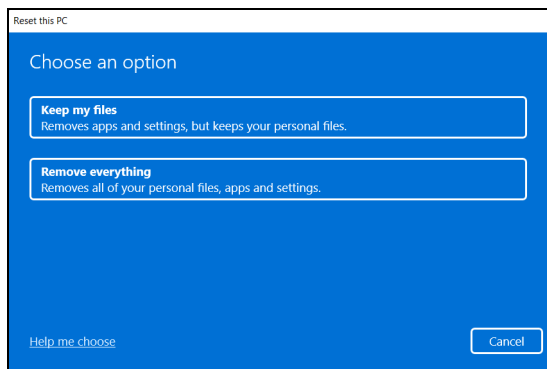 Reset this PC
Choose an option
Keep my files
Removes apps and settings, but keeps your personal files.
Remove everything
Removes all of your personal files, apps and settings.
Help me choose
Cancel